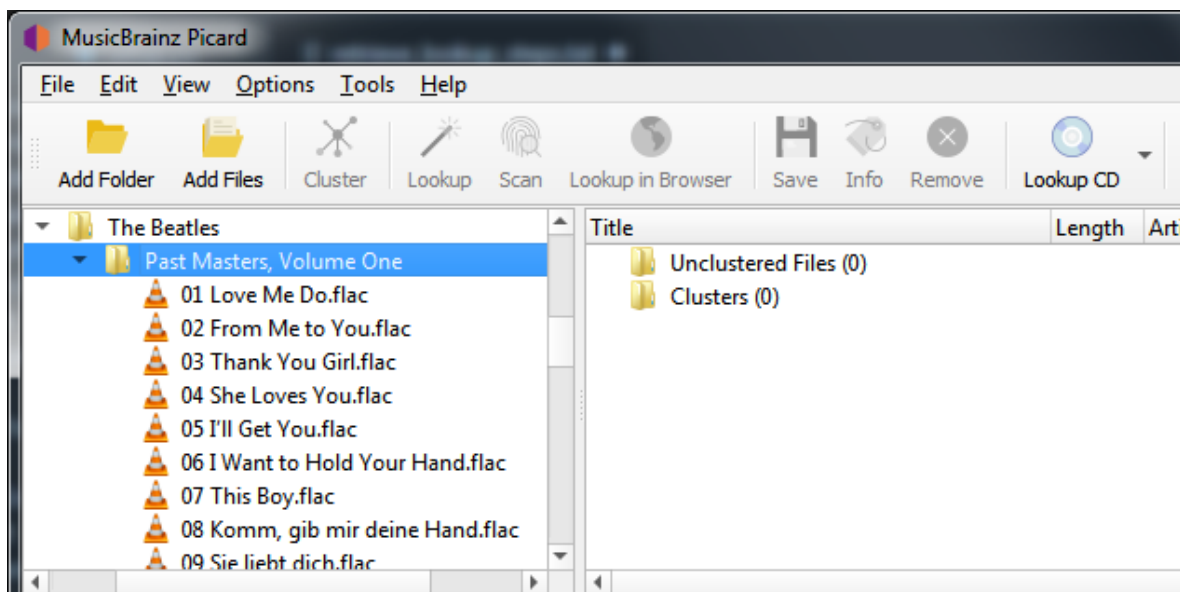 MusicBrainz Picard
File Edit View Options Tools Help
Add Folder Add Files Cluster Lookup Scan Lookup in Browser Save Info Remove Lookup CD
The Beatles
Past Masters, Volume One
01 Love Me Do.flac
02 From Me to You.flac
03 Thank You Girl.flac
04 She Loves You.flac
05 I'll Get You.flac
06 I Want to Hold Your Hand.flac
07 This Boy.flac
08 Komm, gib mir deine Hand.flac
09 Sie liebt dich.flac
Title Length Arti
Unclustered Files (0)
Clusters (0)